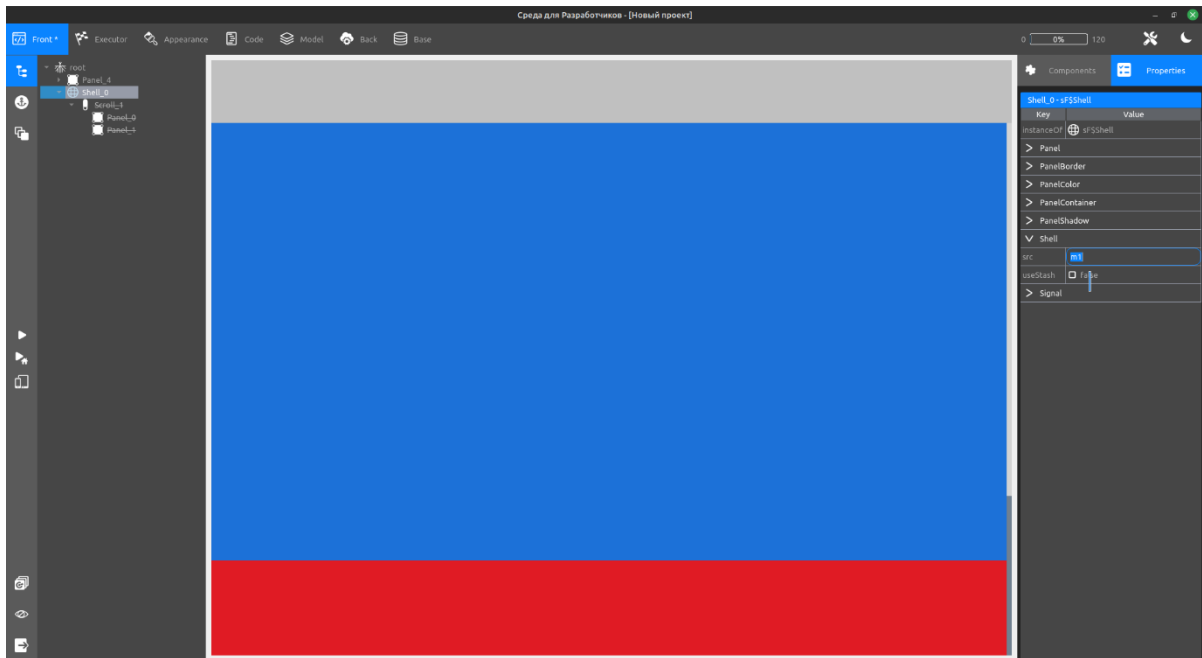 Среда для Разработчиков - [Новый проект]
Front * Executor Appearance Code Model Back Base 0 0% 120
root
Panel_4
Shell_0
Scroll_1
Panel_0
Panel_1
Components Properties
Shell_0 - sF$Shell
Key Value
instanceOf sF$Shell
Panel
PanelBorder
PanelColor
PanelContainer
PanelShadow
Shell
src m1
useStash false
Signal